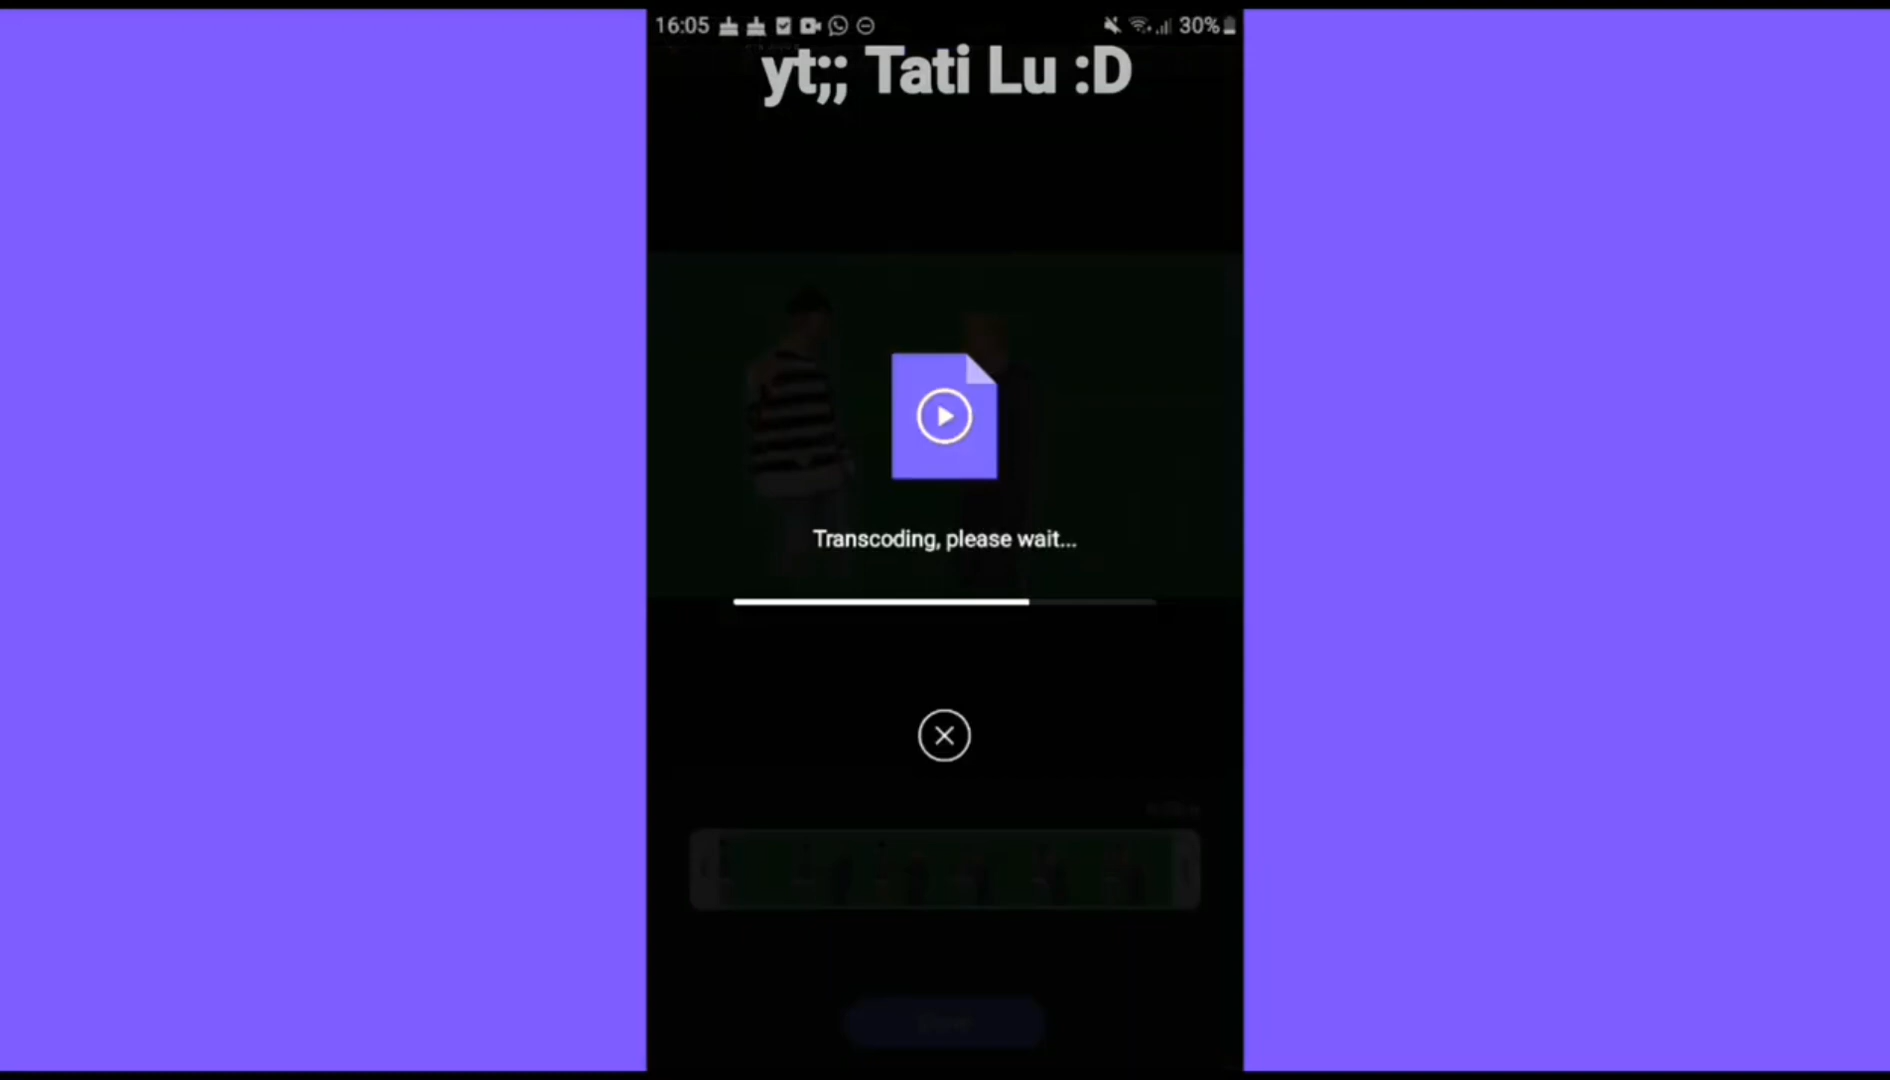 16:05
30%
yt;; Tati Lu :D
Transcoding, please wait...